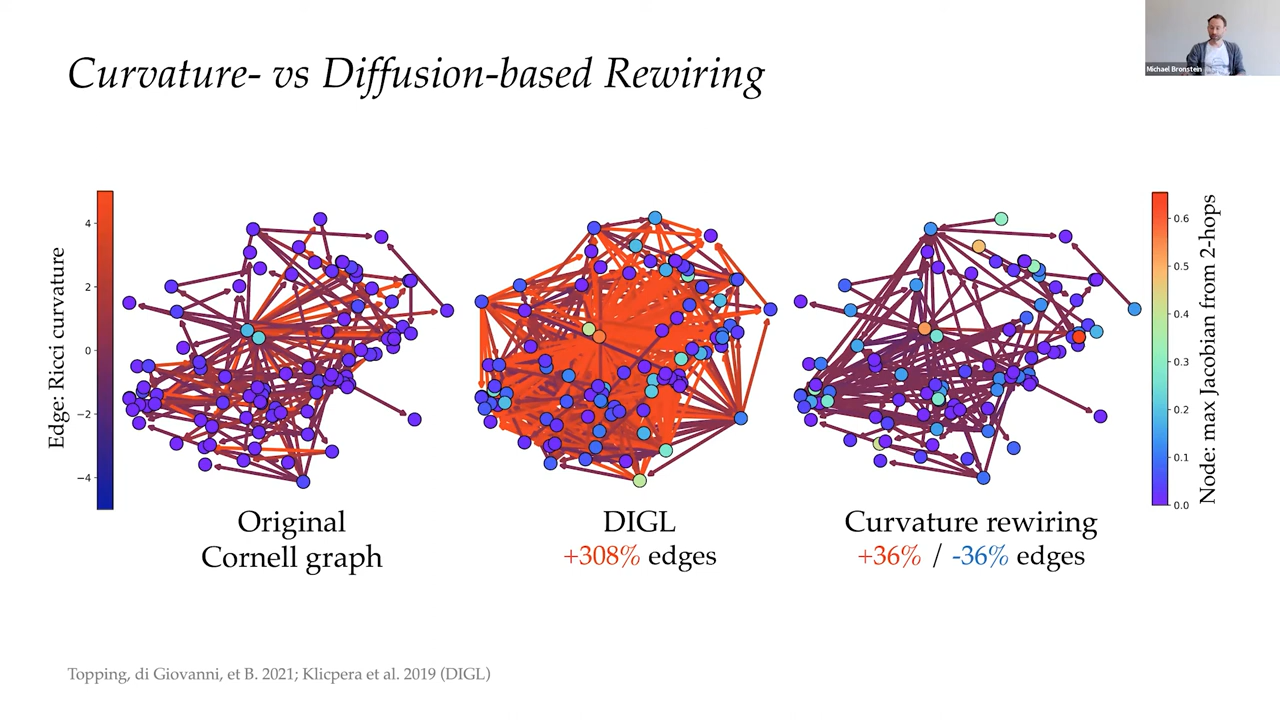 Curvature- vs Diffusion-based Rewiring
Michael Bronstein
Edge: Ricci curvature
4
2
0
−2
−4
0.6
0.5
0.4
0.3
0.2
0.1
0.0
Node: max Jacobian from 2-hops
Original
Cornell graph
DIGL
+308% edges
Curvature rewiring
+36% / -36% edges
Topping, di Giovanni, et B. 2021; Klicpera et al. 2019 (DIGL)